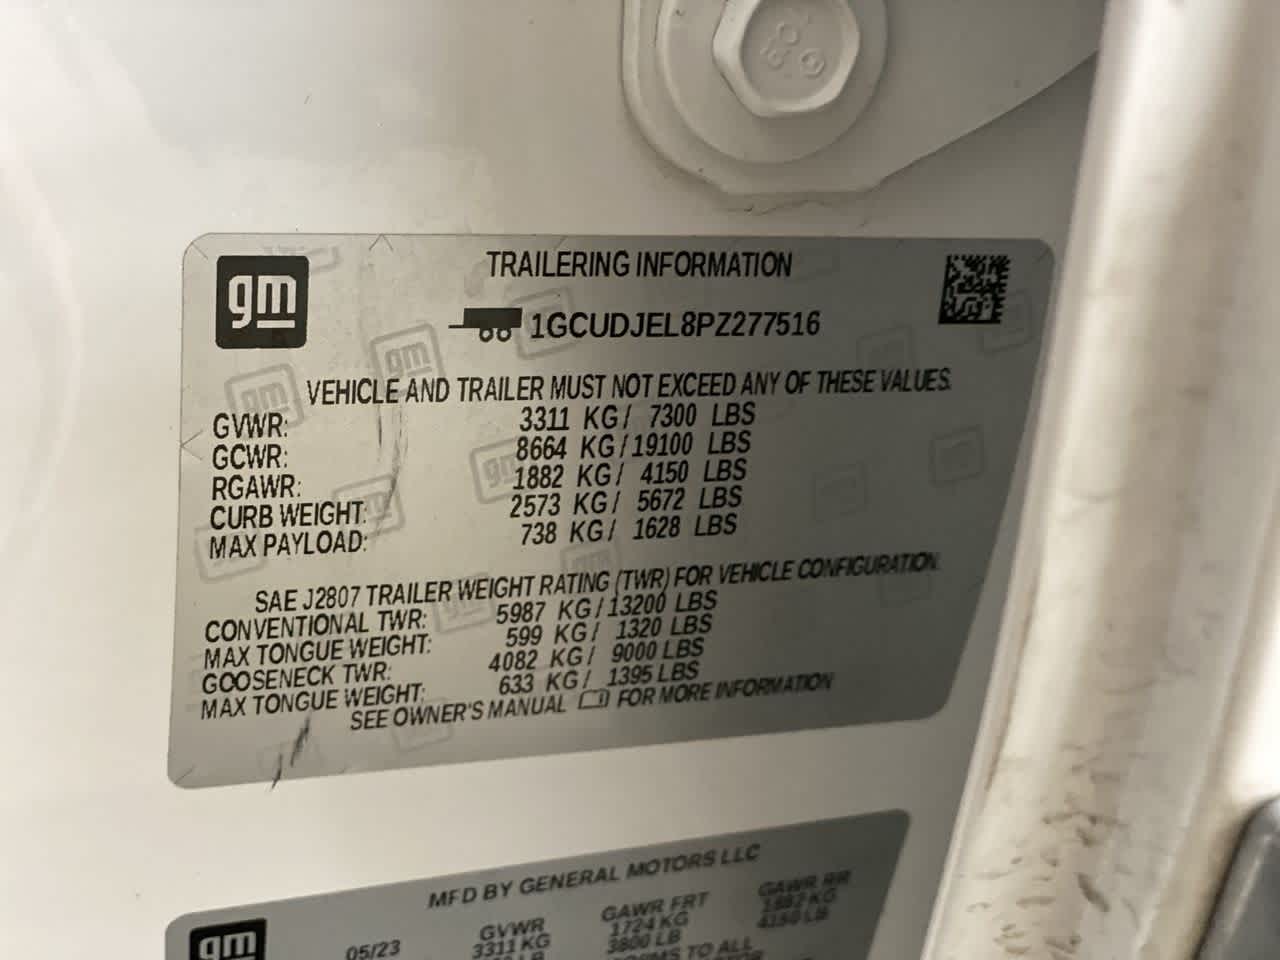 gm
TRAILERING INFORMATION
1GCUDJEL8PZ277516
VEHICLE AND TRAILER MUST NOT EXCEED ANY OF THESE VALUES.
GVWR: 3311 KG/ 7300 LBS
GCWR: 8664 KG/19100 LBS
RGAWR: 1882 KG/ 4150 LBS
CURB WEIGHT: 2573 KG/ 5672 LBS
MAX PAYLOAD: 738 KG/ 1628 LBS
SAE J2807 TRAILER WEIGHT RATING (TWR) FOR VEHICLE CONFIGURATION.
CONVENTIONAL TWR: 5987 KG/13200 LBS
MAX TONGUE WEIGHT: 599 KG/ 1320 LBS
GOOSENECK TWR: 4082 KG/ 9000 LBS
MAX TONGUE WEIGHT: 633 KG/ 1395 LBS
SEE OWNER'S MANUAL FOR MORE INFORMATION
MFD BY GENERAL MOTORS LLC
gm
05/23 GVWR GAWR FRT GAWR RR
3311 KG 1724 KG 1882 KG
LB 3800 LB 4150 LB
TO ALL